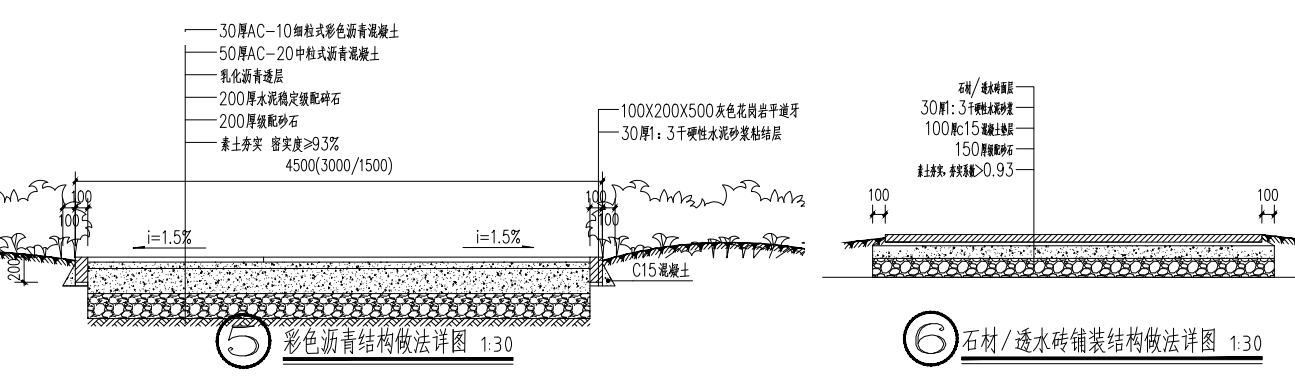 30厚AC-10细粒式彩色沥青混凝土
50厚AC-20中粒式沥青混凝土
乳化沥青透层
200厚水泥稳定级配碎石
200厚级配砂石
素土夯实 密实度≥93%
4500(3000/1500)
100X200X500灰色花岗岩平道牙
30厚1:3干硬性水泥砂浆粘结层
100
100
100
100
i=1.5%
i=1.5%
200
C15混凝土
5 彩色沥青结构做法详图 1:30
石材/透水砖面层
30厚1:3干硬性水泥砂浆
100厚c15混凝土垫层
150厚级配砂石
素土夯实,夯实系数>0.93
100
100
6 石材/透水砖铺装结构做法详图 1:30